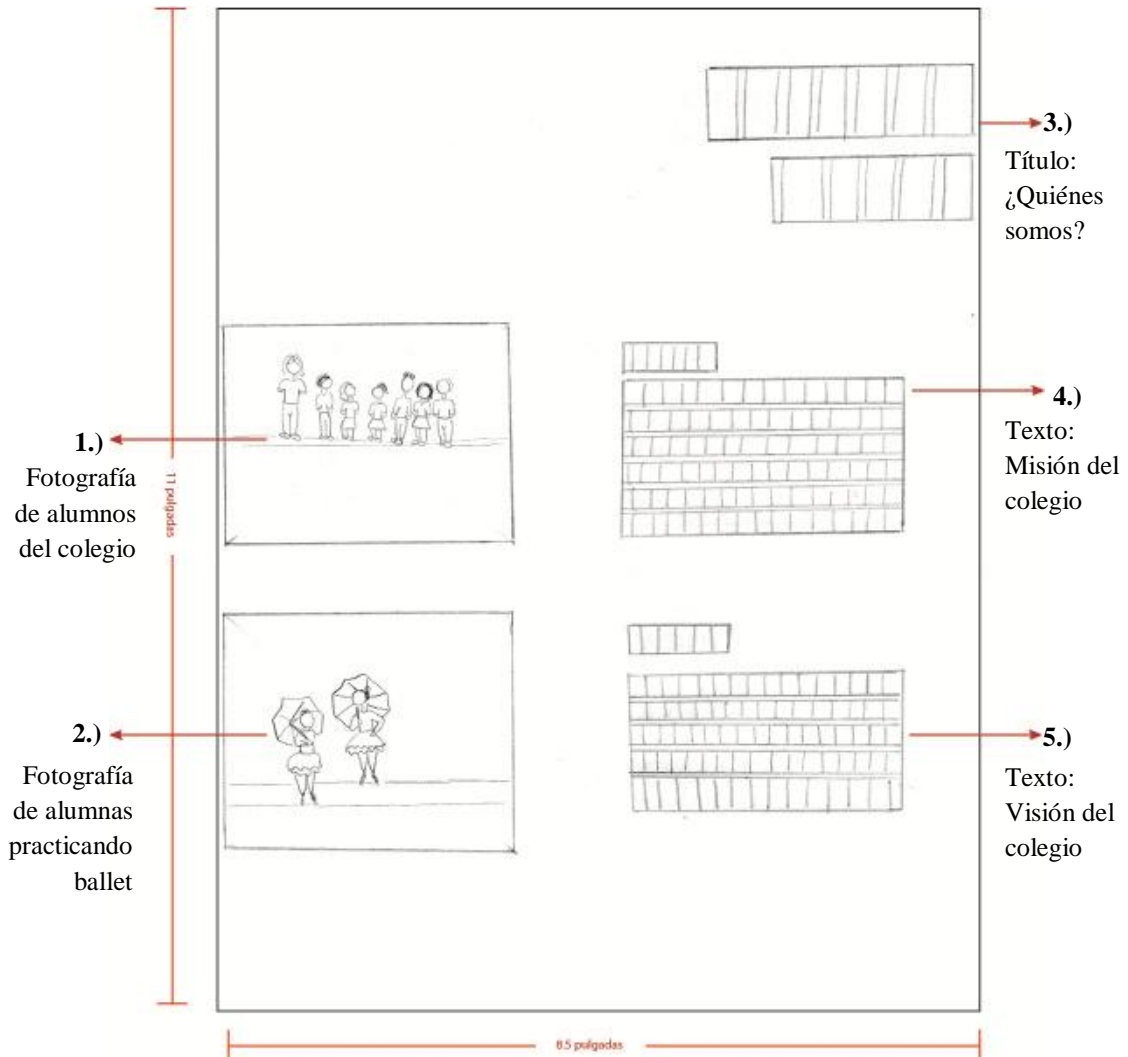 3.)
Título:
¿Quiénes
somos?
4.)
Texto:
Misión del
colegio
1.)
Fotografía
de alumnos
del colegio
11 pulgadas
2.)
Fotografía
de alumnas
practicando
ballet
5.)
Texto:
Visión del
colegio
8.5 pulgadas